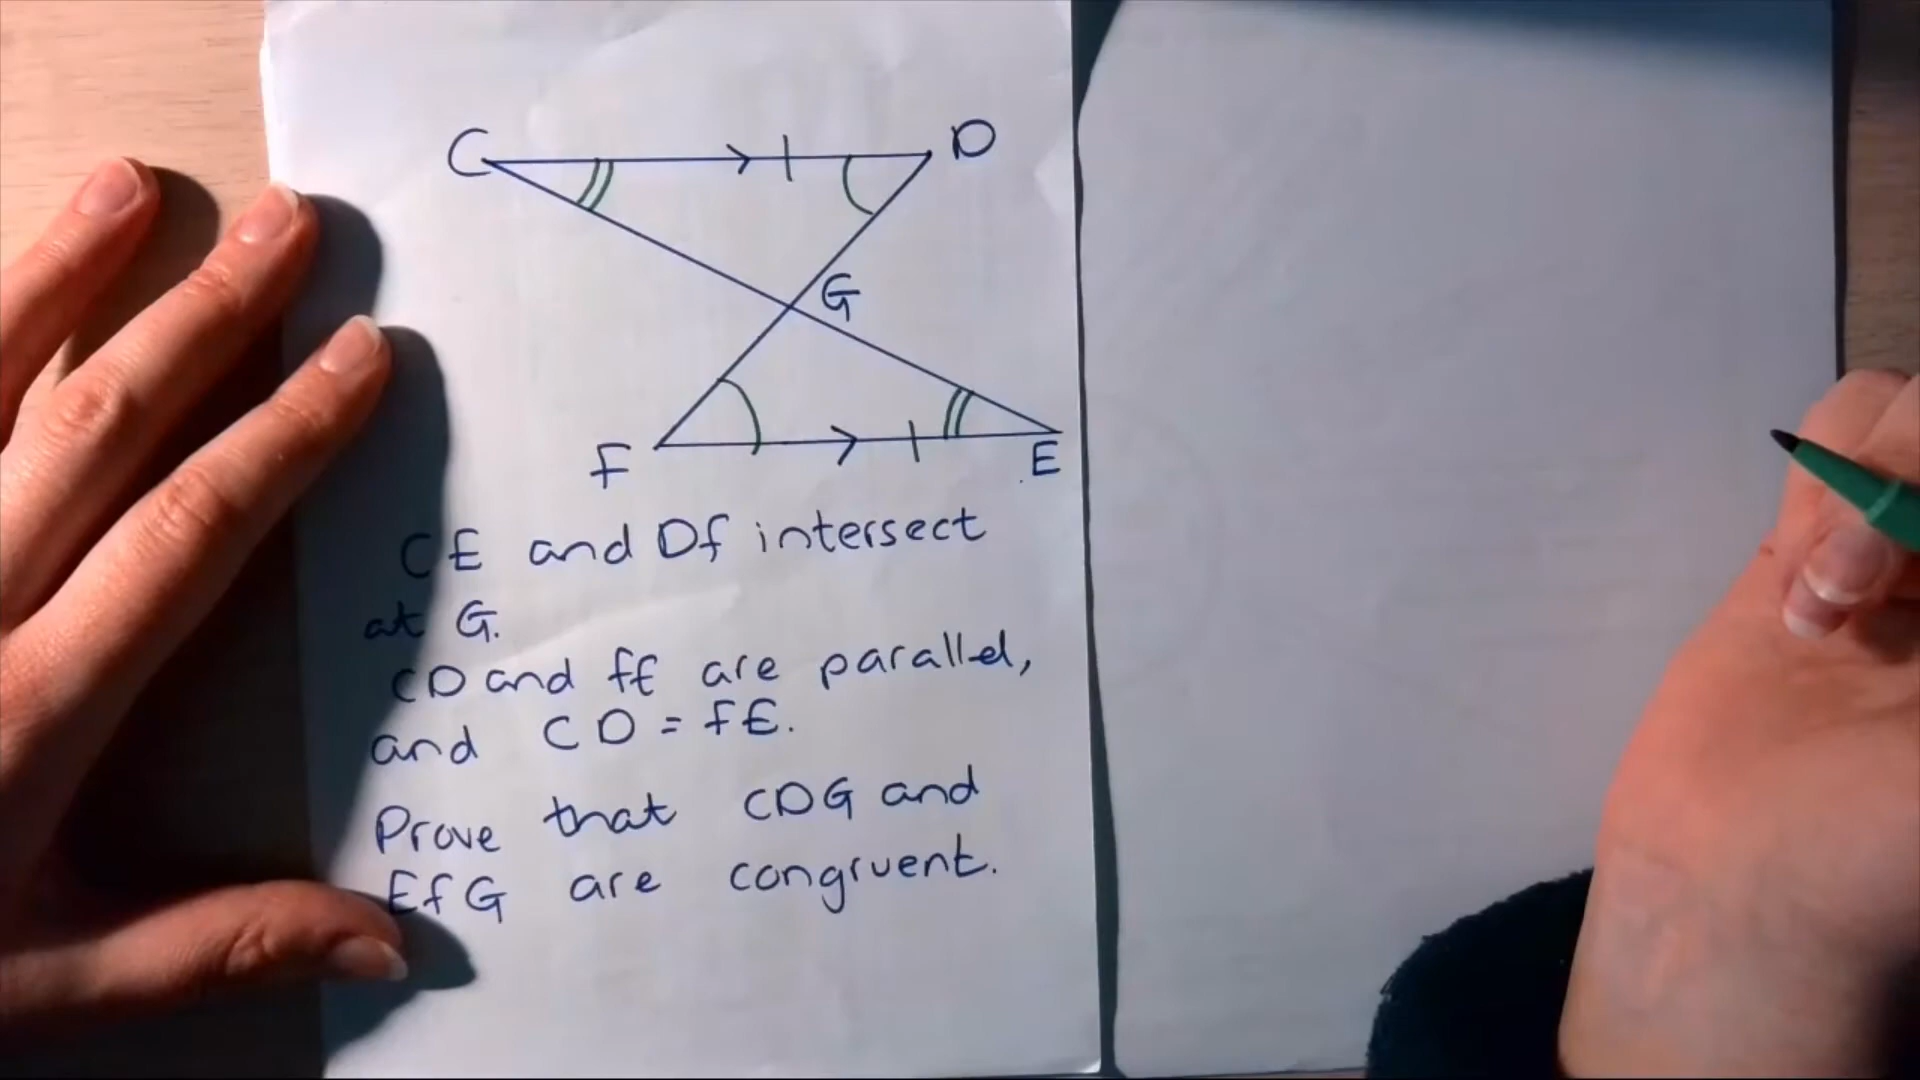 C D
G
F E
CE and Df intersect
at G.
CD and fE are parallel,
and CD = fE.
Prove that CDG and
EfG are congruent.